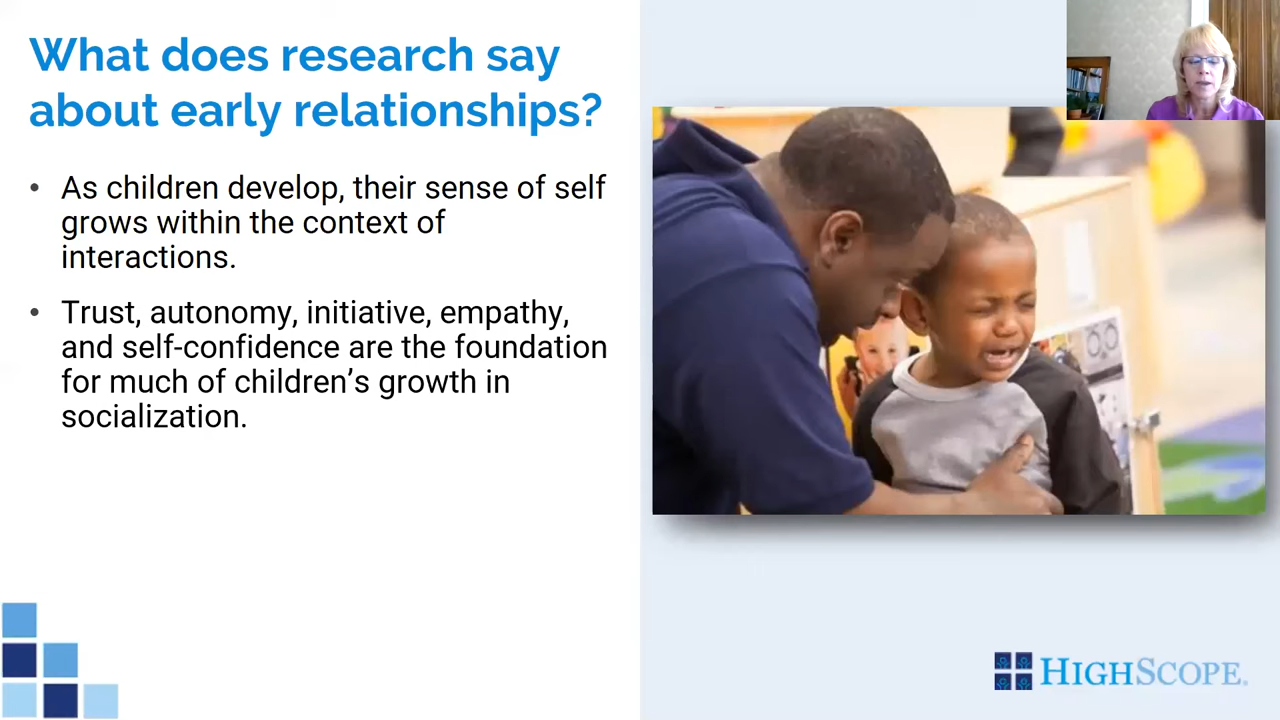 What does research say
about early relationships?
• As children develop, their sense of self
grows within the context of
interactions.
• Trust, autonomy, initiative, empathy,
and self-confidence are the foundation
for much of children’s growth in
socialization.
HIGHSCOPE®